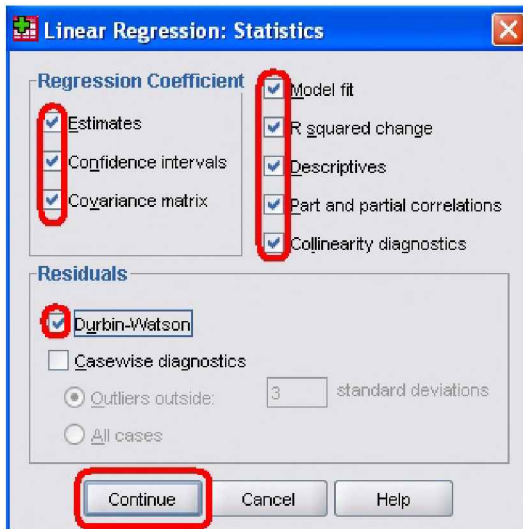 Linear Regression: Statistics
Regression Coefficient
Estimates
Confidence intervals
Covariance matrix
Model fit
R squared change
Descriptives
Part and partial correlations
Collinearity diagnostics
Residuals
Durbin-Watson
Casewise diagnostics
Outliers outside: 3 standard deviations
All cases
Continue Cancel Help